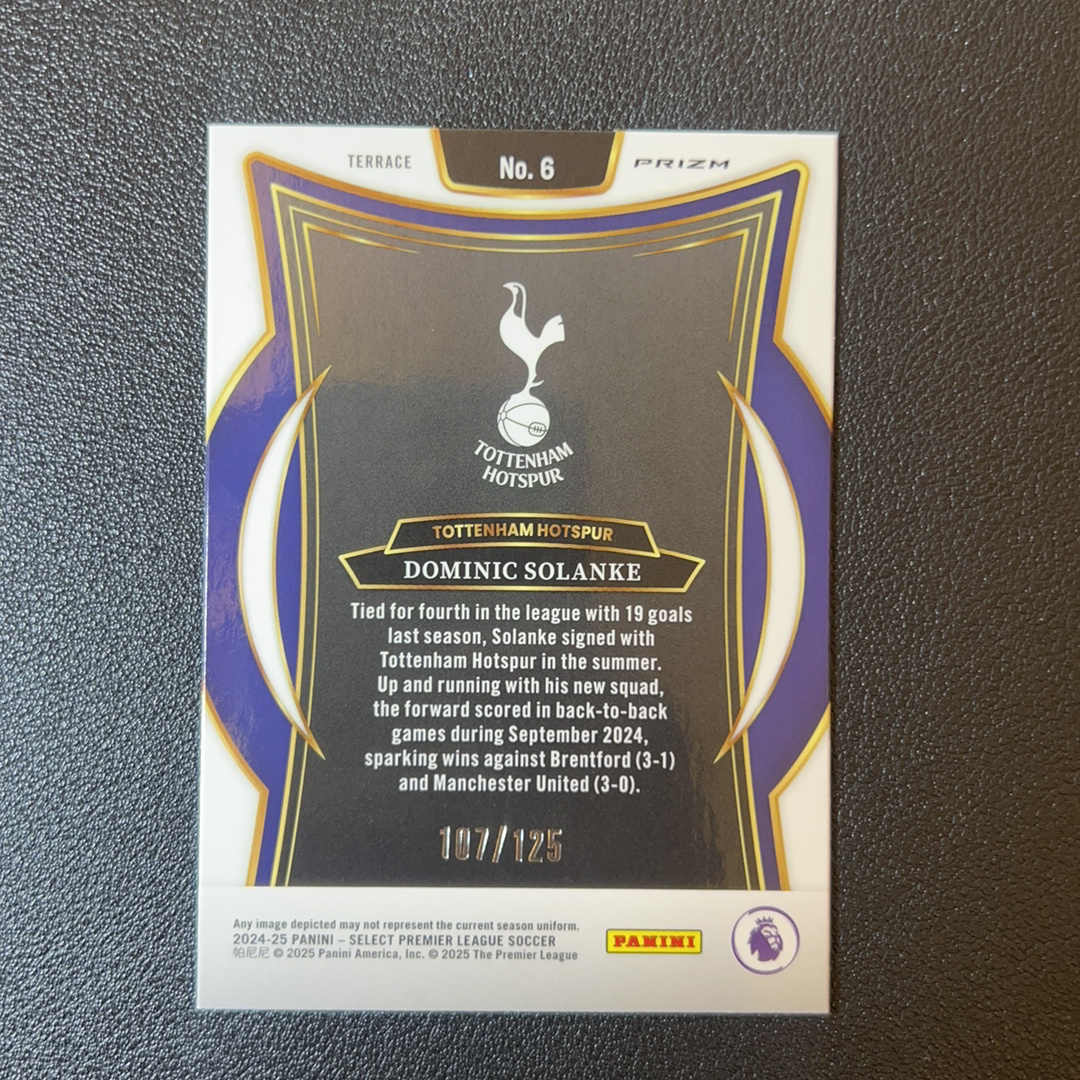 TERRACE
No. 6
PRIZM
TOTTENHAM
HOTSPUR
TOTTENHAM HOTSPUR
DOMINIC SOLANKE
Tied for fourth in the league with 19 goals
last season, Solanke signed with
Tottenham Hotspur in the summer.
Up and running with his new squad,
the forward scored in back-to-back
games during September 2024,
sparking wins against Brentford (3-1)
and Manchester United (3-0).
107/125
Any image depicted may not represent the current season uniform.
2024-25 PANINI – SELECT PREMIER LEAGUE SOCCER
帕尼尼 © 2025 Panini America, Inc. © 2025 The Premier League
PANINI